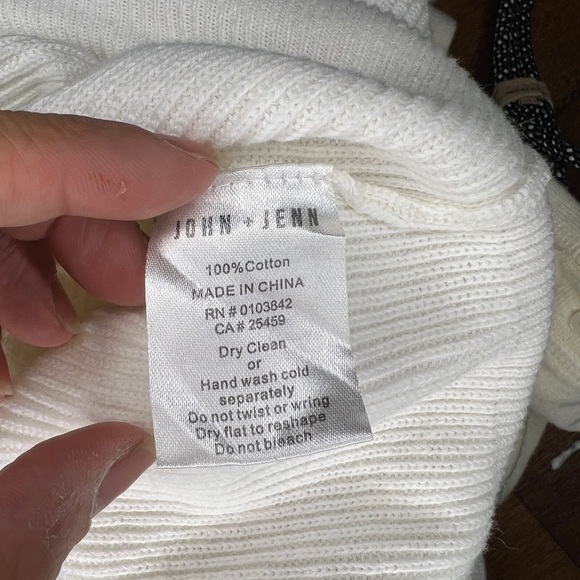 JOHN + JENN
100%Cotton
MADE IN CHINA
RN # 0103842
CA # 25459
Dry Clean
or
Hand wash cold
separately
Do not twist or wring
Dry flat to reshape
Do not bleach